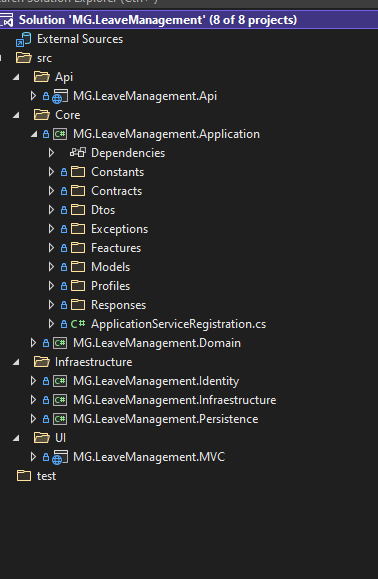 Solution 'MG.LeaveManagement' (8 of 8 projects)
External Sources
src
Api
MG.LeaveManagement.Api
Core
C# MG.LeaveManagement.Application
Dependencies
Constants
Contracts
Dtos
Exceptions
Feactures
Models
Profiles
Responses
C# ApplicationServiceRegistration.cs
C# MG.LeaveManagement.Domain
Infraestructure
C# MG.LeaveManagement.Identity
C# MG.LeaveManagement.Infraestructure
C# MG.LeaveManagement.Persistence
UI
MG.LeaveManagement.MVC
test